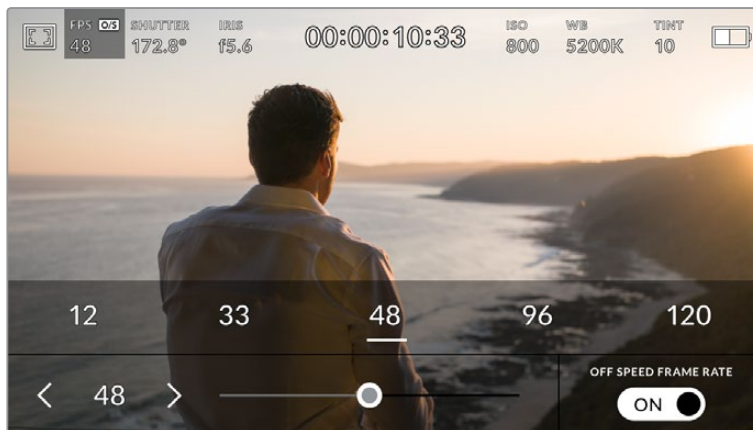 FPS O/S SHUTTER IRIS 00:00:10:33 ISO WB TINT
48 172.8° f5.6 800 5200K 10
12 33 48 96 120
48 OFF SPEED FRAME RATE
ON